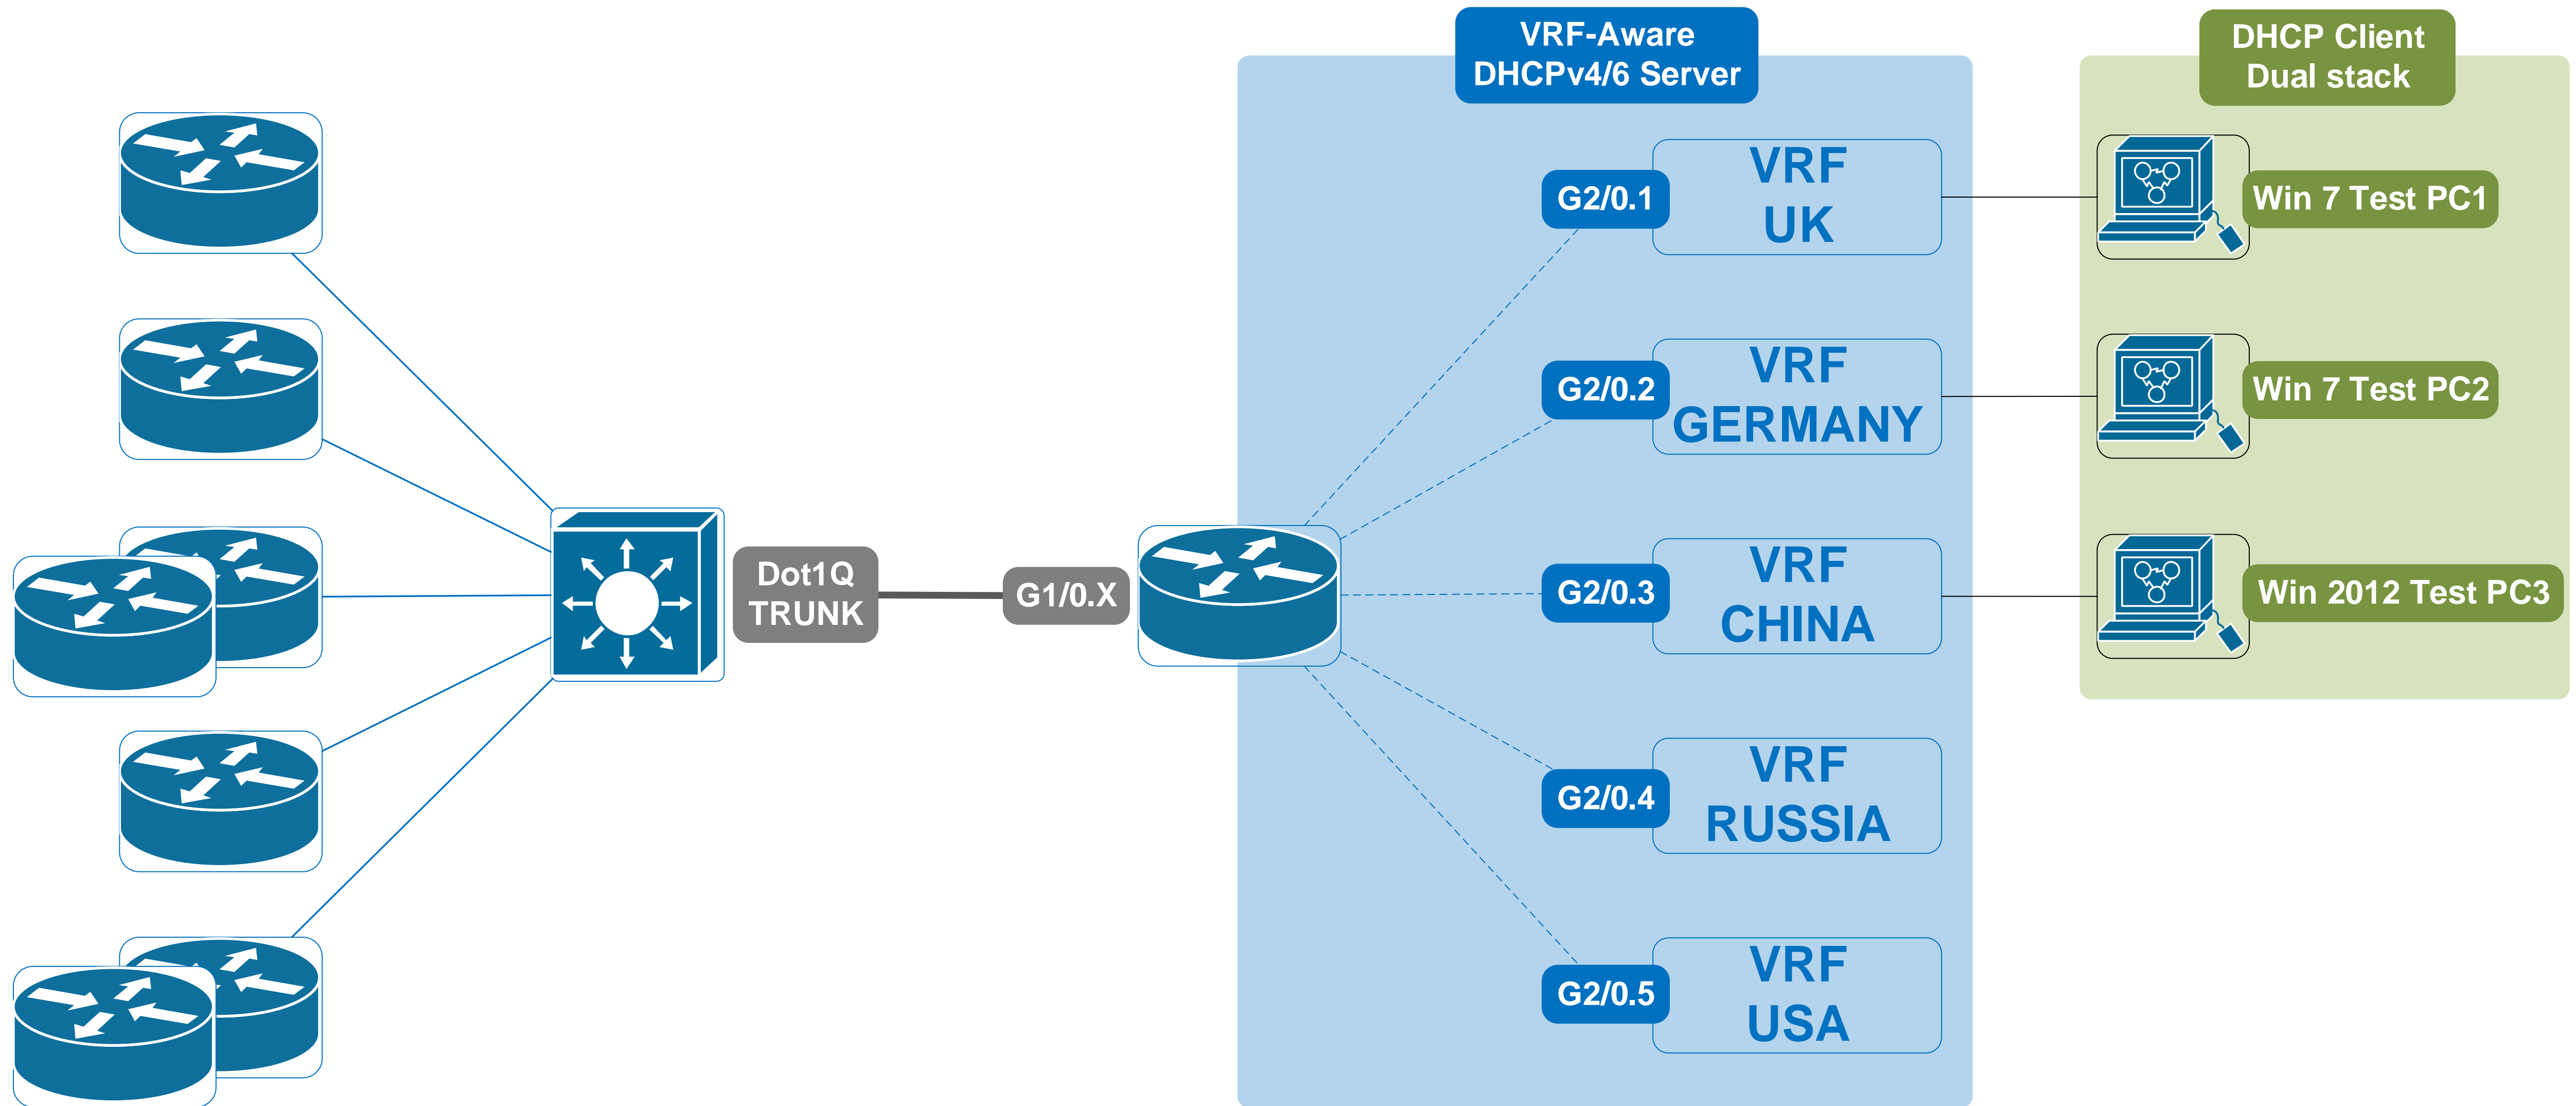 VRF-Aware
DHCPv4/6 Server
DHCP Client
Dual stack
G2/0.1
VRF
UK
Win 7 Test PC1
G2/0.2
VRF
GERMANY
Win 7 Test PC2
Dot1Q
TRUNK
G1/0.X
G2/0.3
VRF
CHINA
Win 2012 Test PC3
G2/0.4
VRF
RUSSIA
G2/0.5
VRF
USA